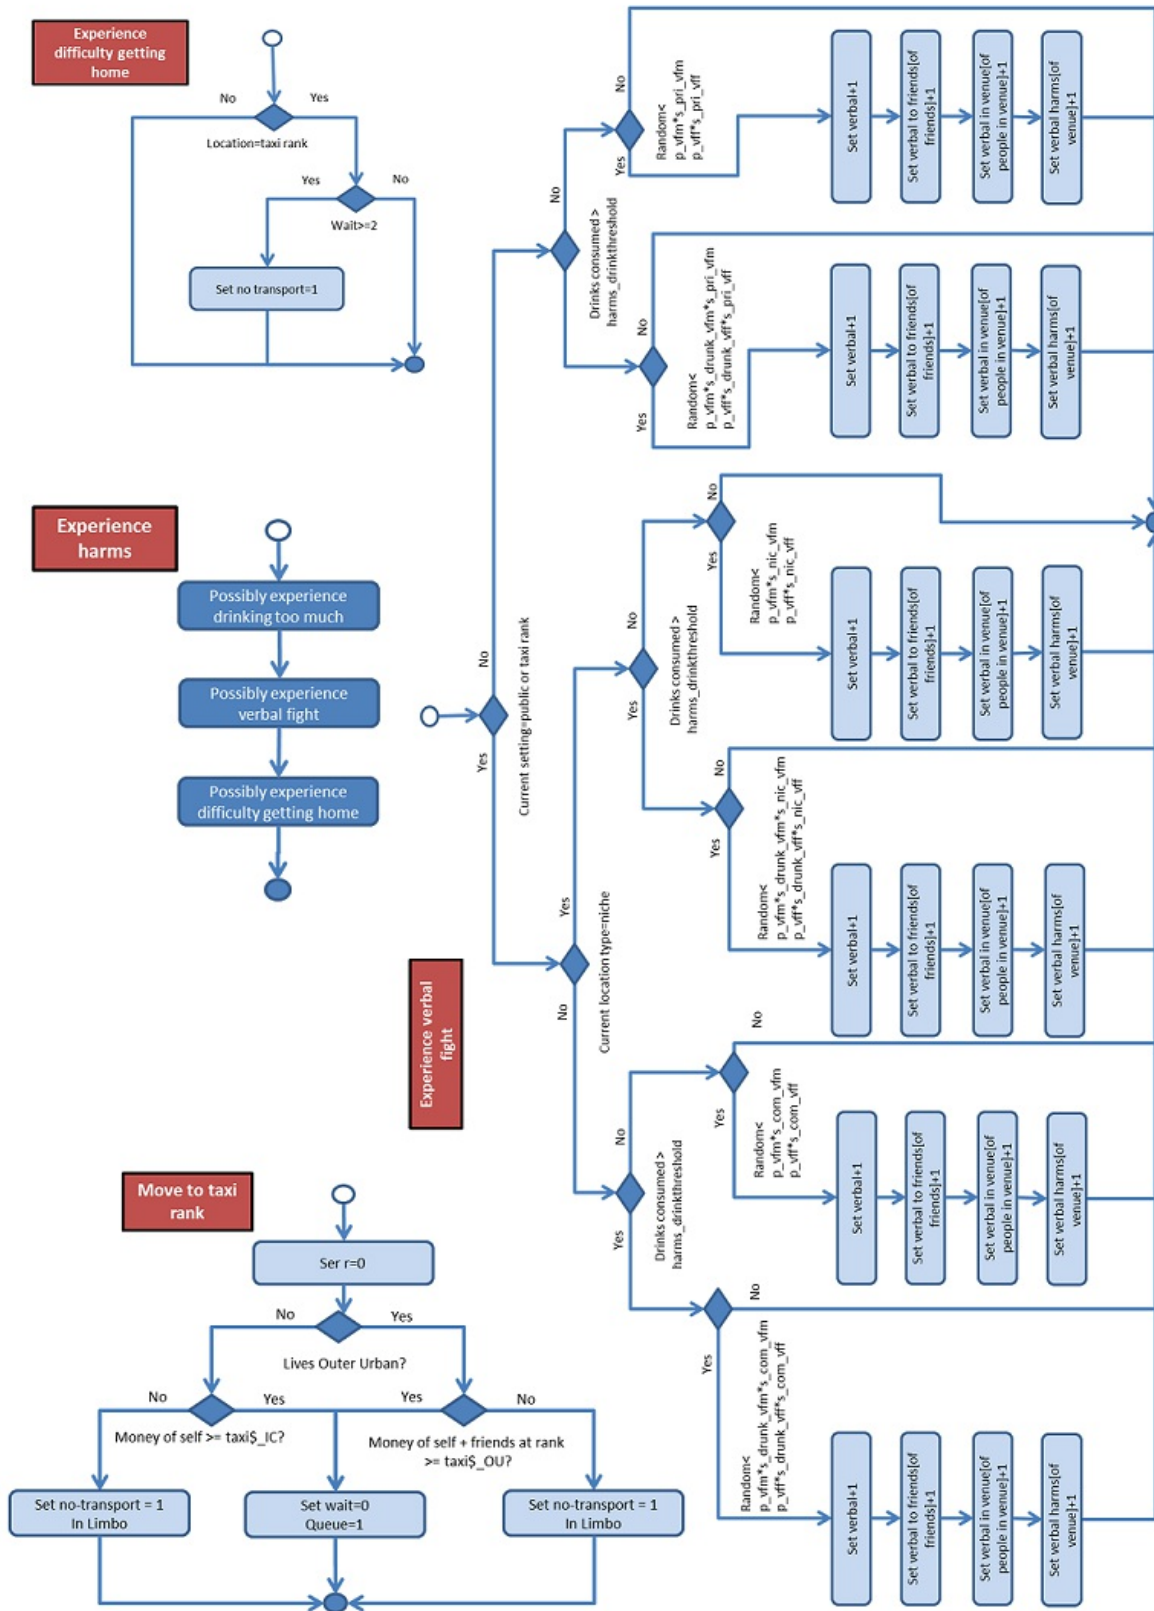 Experience
difficulty getting
home
No
Yes
Location=taxi rank
Yes
No
Wait>=2
Set no transport=1
Experience
harms
Possibly experience
drinking too much
Possibly experience
verbal fight
Possibly experience
difficulty getting home
Move to taxi
rank
Ser r=0
No
Yes
Lives Outer Urban?
No
Yes
Yes
No
Money of self >= taxi$_IC?
Money of self + friends at rank
>= taxi$_OU?
Set no-transport = 1
In Limbo
Set wait=0
Queue=1
Set no-transport = 1
In Limbo
Experience verbal
fight
No
Yes
Current setting=public or taxi rank
No
Yes
Drinks consumed >
harms_drinkthreshold
No
Yes
Random<
p_vfm*s_pri_vfm
p_vff*s_pri_vff
Set verbal+1
Set verbal to friends[of
friends]+1
Set verbal in venue[of
people in venue]+1
Set verbal harms[of
venue]+1
No
Yes
Random<
p_vfm*s_drunk_vfm*s_pri_vfm
p_vff*s_drunk_vff*s_pri_vff
Set verbal+1
Set verbal to friends[of
friends]+1
Set verbal in venue[of
people in venue]+1
Set verbal harms[of
venue]+1
Yes
No
Current location type=niche
No
Yes
Drinks consumed >
harms_drinkthreshold
No
Yes
Random<
p_vfm*s_nic_vfm
p_vff*s_nic_vff
Set verbal+1
Set verbal to friends[of
friends]+1
Set verbal in venue[of
people in venue]+1
Set verbal harms[of
venue]+1
No
Yes
Random<
p_vfm*s_drunk_vfm*s_nic_vfm
p_vff*s_drunk_vff*s_nic_vff
Set verbal+1
Set verbal to friends[of
friends]+1
Set verbal in venue[of
people in venue]+1
Set verbal harms[of
venue]+1
No
Yes
Drinks consumed >
harms_drinkthreshold
No
Yes
Random<
p_vfm*s_com_vfm
p_vff*s_com_vff
Set verbal+1
Set verbal to friends[of
friends]+1
Set verbal in venue[of
people in venue]+1
Set verbal harms[of
venue]+1
No
Yes
Random<
p_vfm*s_drunk_vfm*s_com_vfm
p_vff*s_drunk_vff*s_com_vff
Set verbal+1
Set verbal to friends[of
friends]+1
Set verbal in venue[of
people in venue]+1
Set verbal harms[of
venue]+1